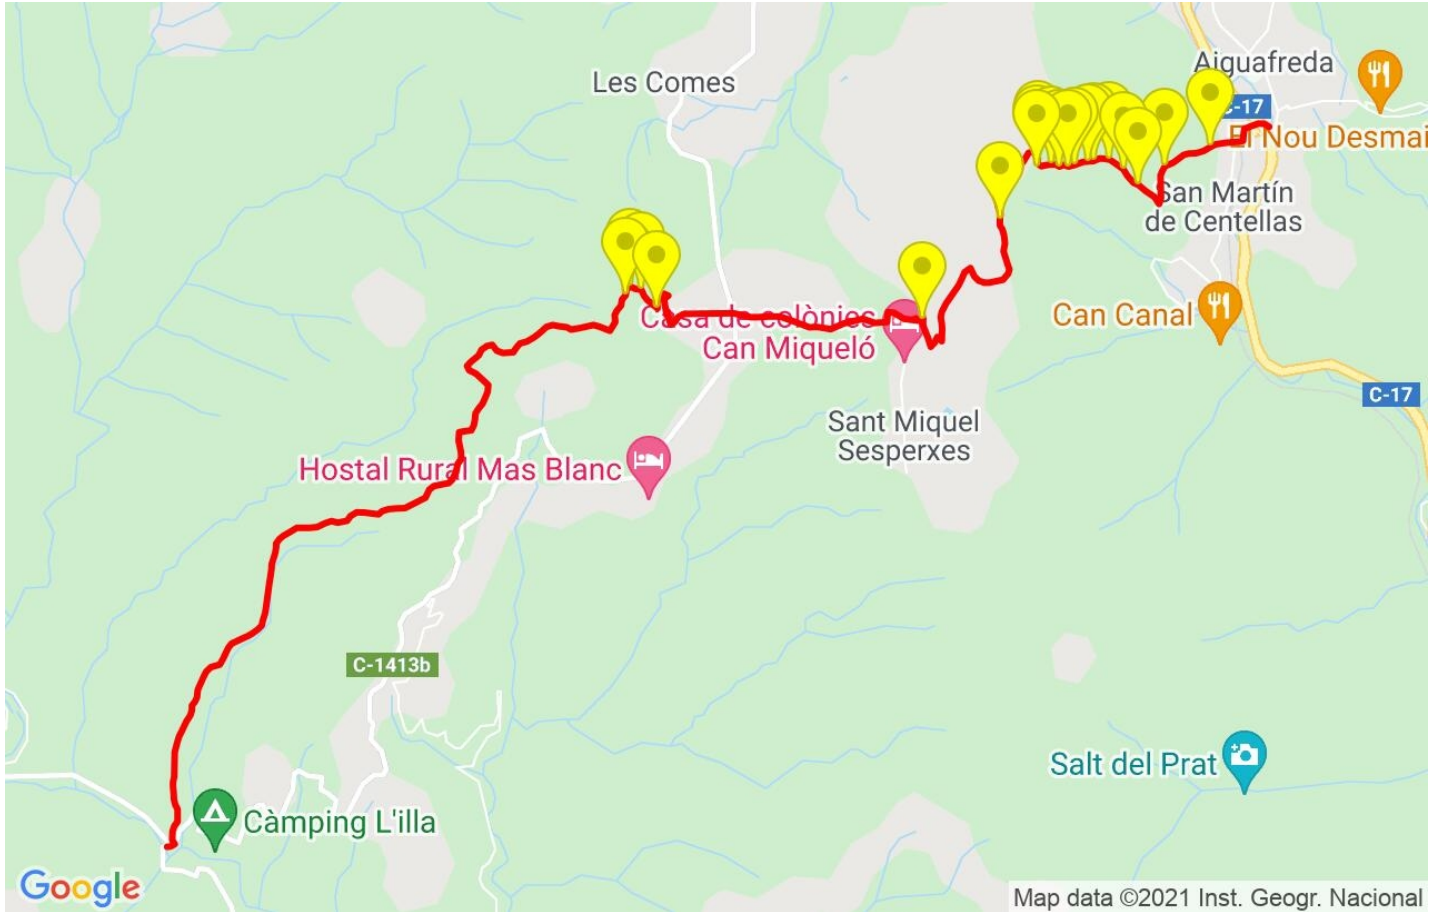 Aiguafreda
Les Comes
C-17
El Nou Desmai
San Martín
de Centellas
Casa de colònies
Can Miqueló
Can Canal
C-17
Sant Miquel
Sesperxes
Hostal Rural Mas Blanc
C-1413b
Salt del Prat
Càmping L'illa
Google
Map data ©2021 Inst. Geogr. Nacional